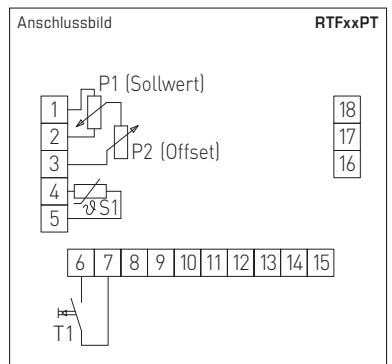 Anschlussbild RTFxxPT
P1 (Sollwert)
1
18
2
17
P2 (Offset)
3
16
4
ϑ S1
5
6 7 8 9 10 11 12 13 14 15
T1